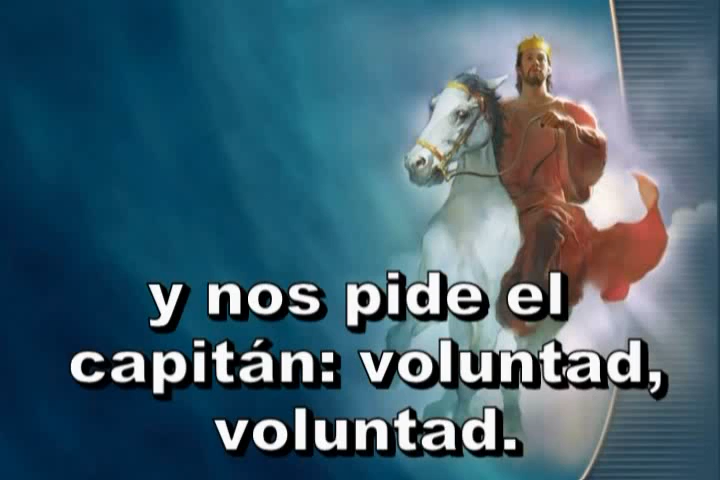 y nos pide el
capitán: voluntad,
voluntad.